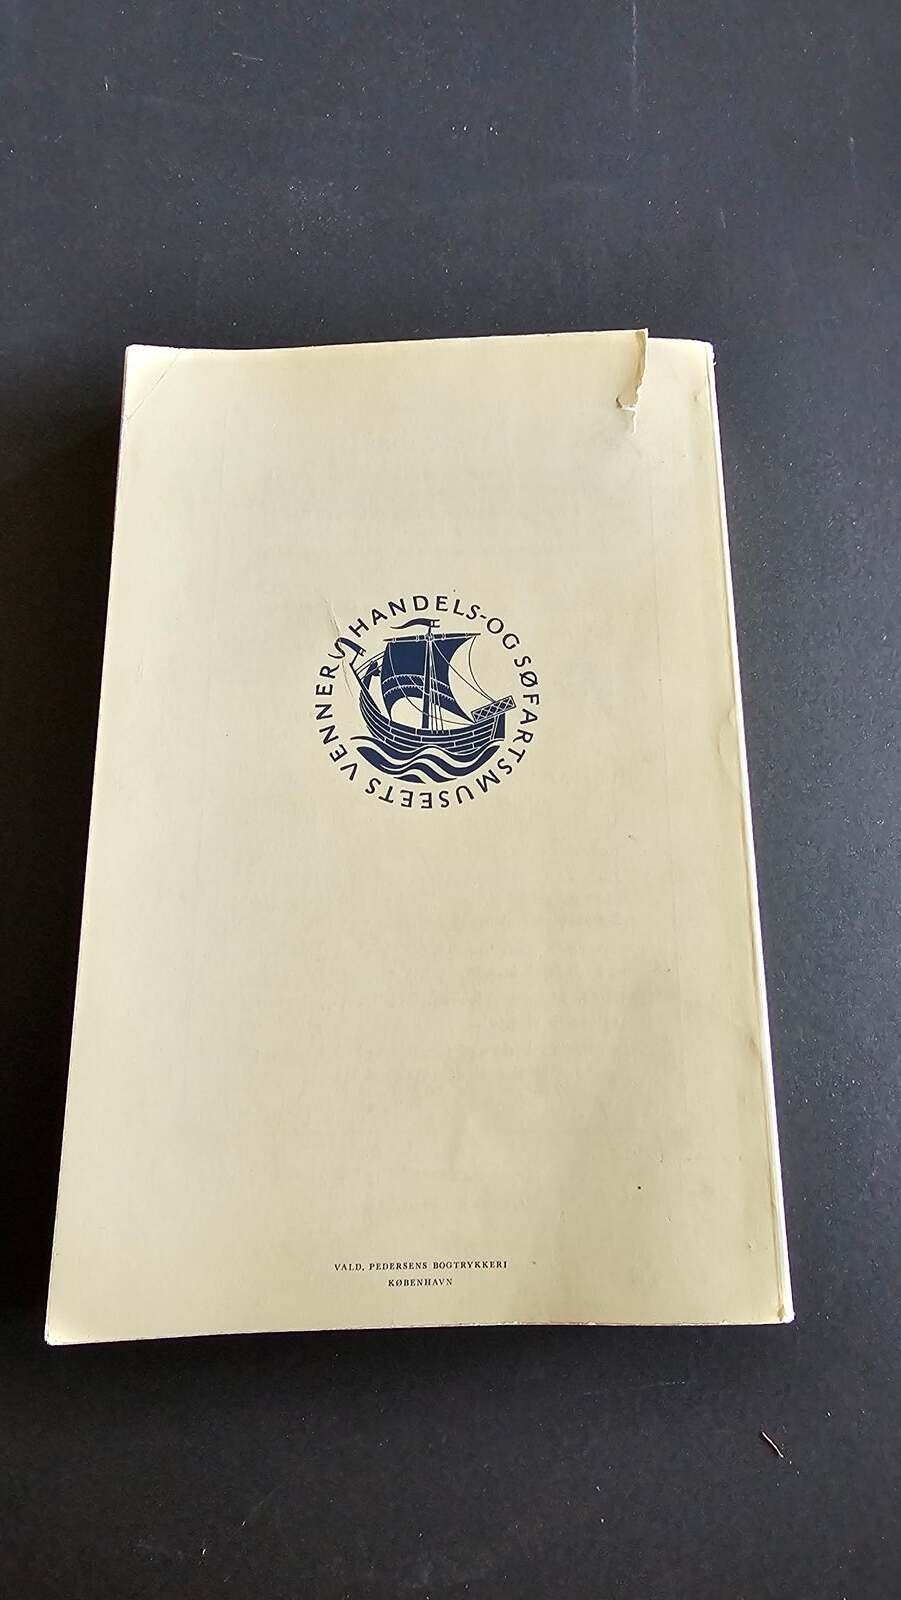 HANDELS-OG SØFARTSMUSEETS VENNER
VALD. PEDERSENS BOGTRYKKERI
KØBENHAVN